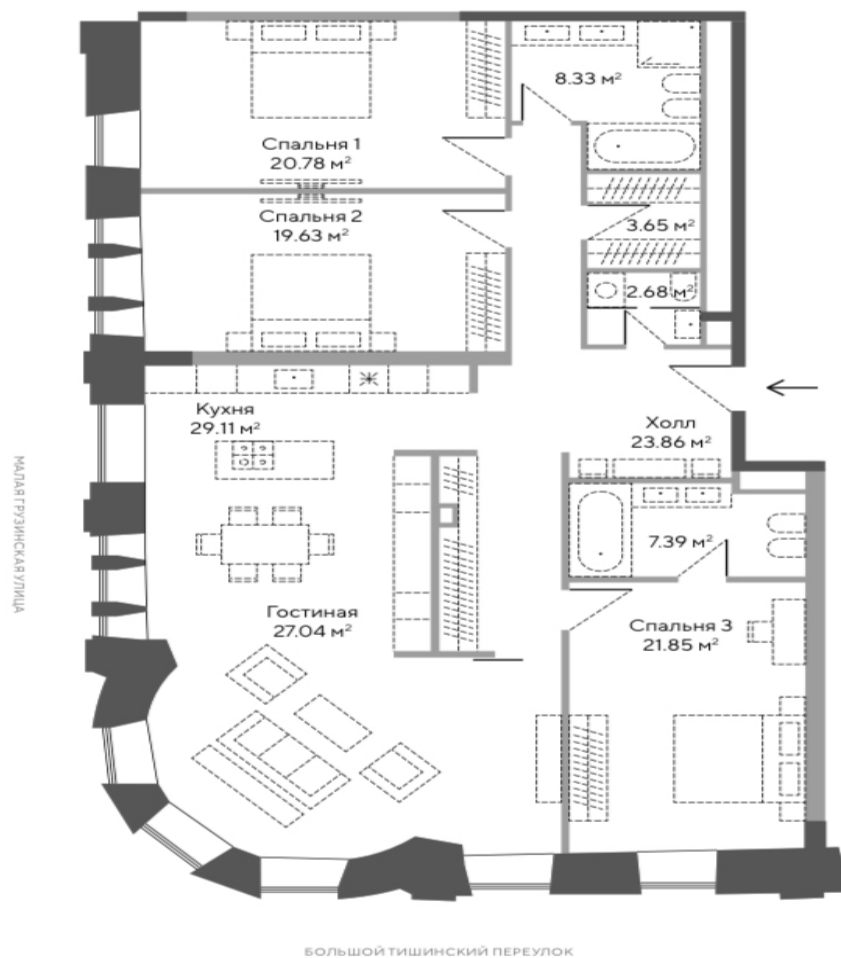 8.33 м²
Спальня 1
20.78 м²
Спальня 2
19.63 м²
3.65 м²
2.68 м²
Кухня
29.11 м²
Холл
23.86 м²
МАЛАЯ ГРУЗИНСКАЯ УЛИЦА
7.39 м²
Гостиная
27.04 м²
Спальня 3
21.85 м²
БОЛЬШОЙ ТИШИНСКИЙ ПЕРЕУЛОК